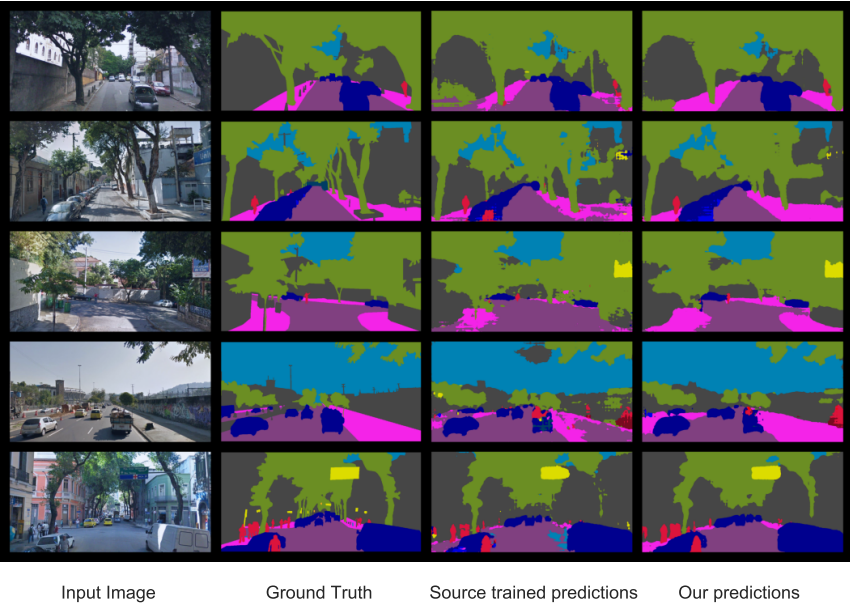 Input Image
Ground Truth
Source trained predictions
Our predictions